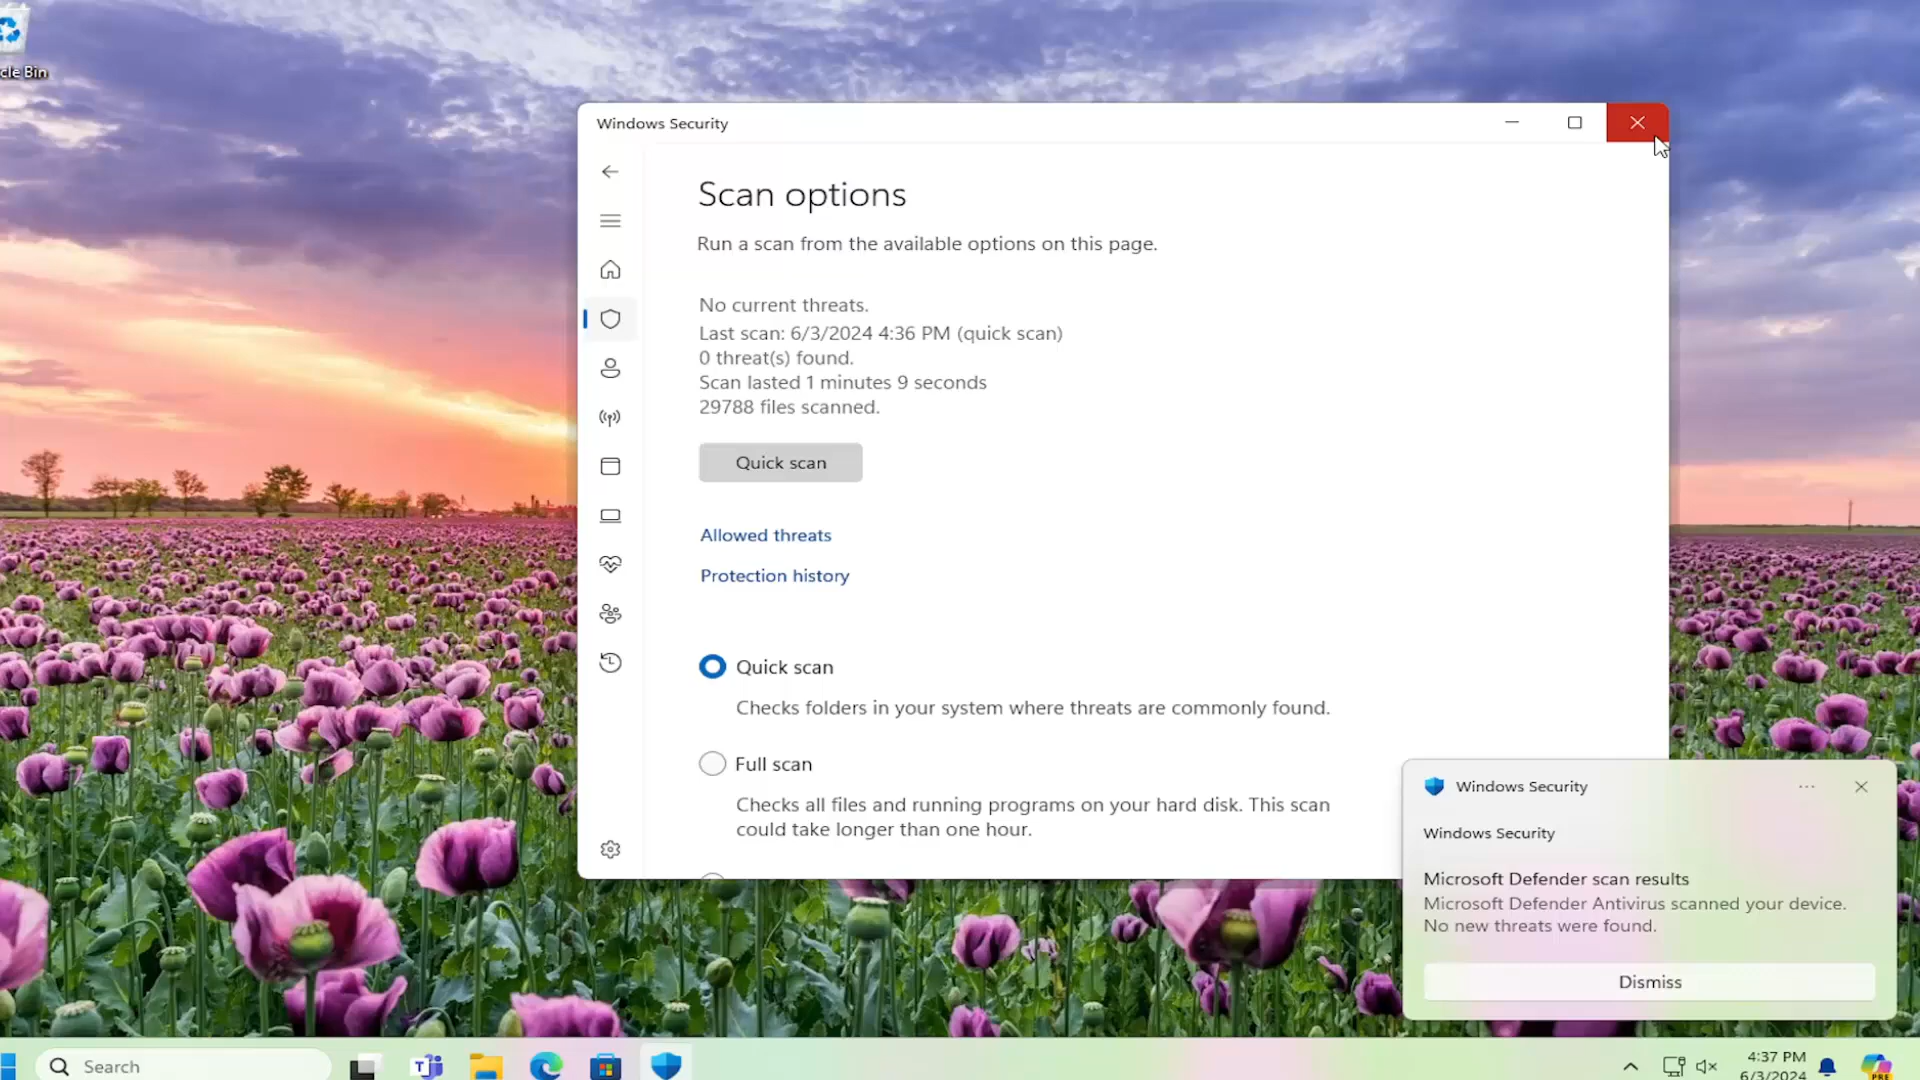 cle Bin
Windows Security
Scan options
Run a scan from the available options on this page.
No current threats.
Last scan: 6/3/2024 4:36 PM (quick scan)
0 threat(s) found.
Scan lasted 1 minutes 9 seconds
29788 files scanned.
Quick scan
Allowed threats
Protection history
Quick scan
Checks folders in your system where threats are commonly found.
Full scan
Checks all files and running programs on your hard disk. This scan
could take longer than one hour.
Windows Security
Windows Security
Microsoft Defender scan results
Microsoft Defender Antivirus scanned your device.
No new threats were found.
Dismiss
Search
4:37 PM
6/3/2024
PRE